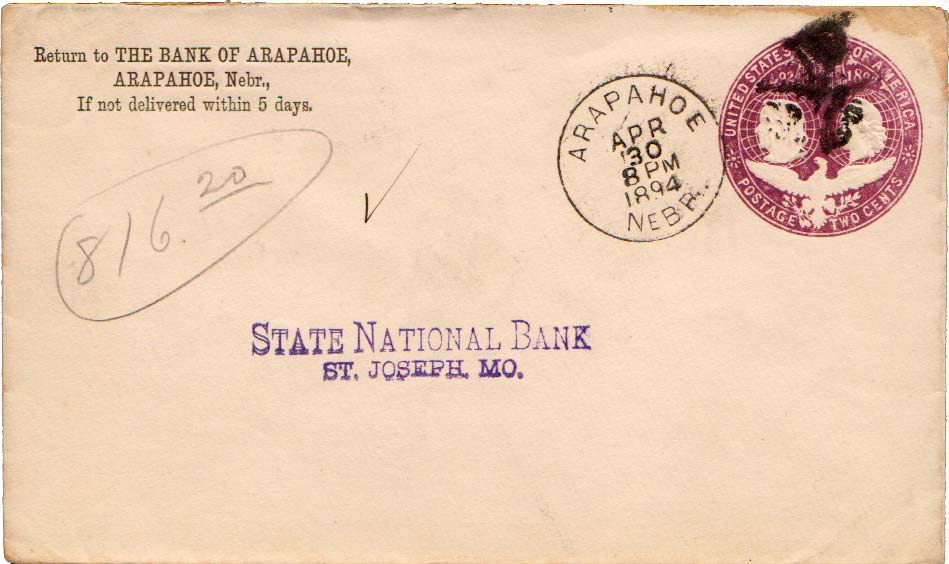 Return to THE BANK OF ARAPAHOE,
ARAPAHOE, Nebr.,
If not delivered within 5 days.
ARAPAHOE
APR
30
8 PM
1894
NEBR.
UNITED STATES OF AMERICA
POSTAGE TWO CENTS
816 20
STATE NATIONAL BANK
ST. JOSEPH. MO.